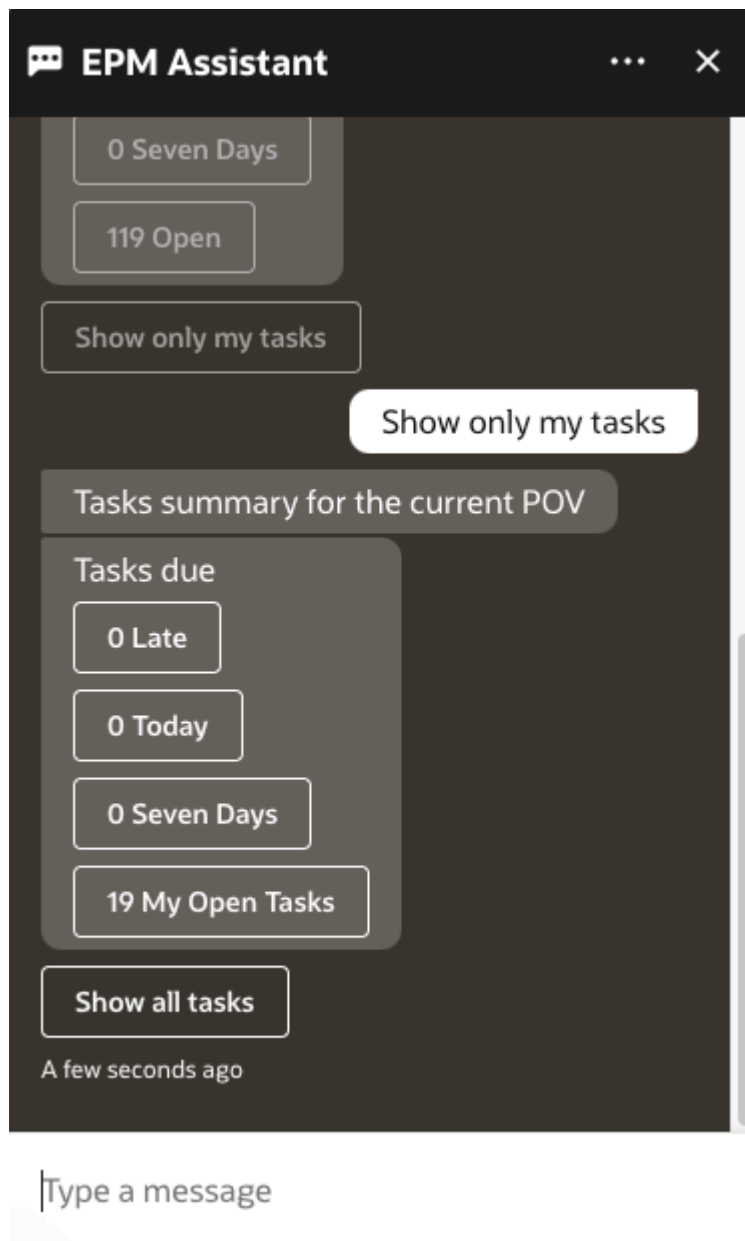 EPM Assistant
0 Seven Days
119 Open
Show only my tasks
Show only my tasks
Tasks summary for the current POV
Tasks due
0 Late
0 Today
0 Seven Days
19 My Open Tasks
Show all tasks
A few seconds ago
Type a message